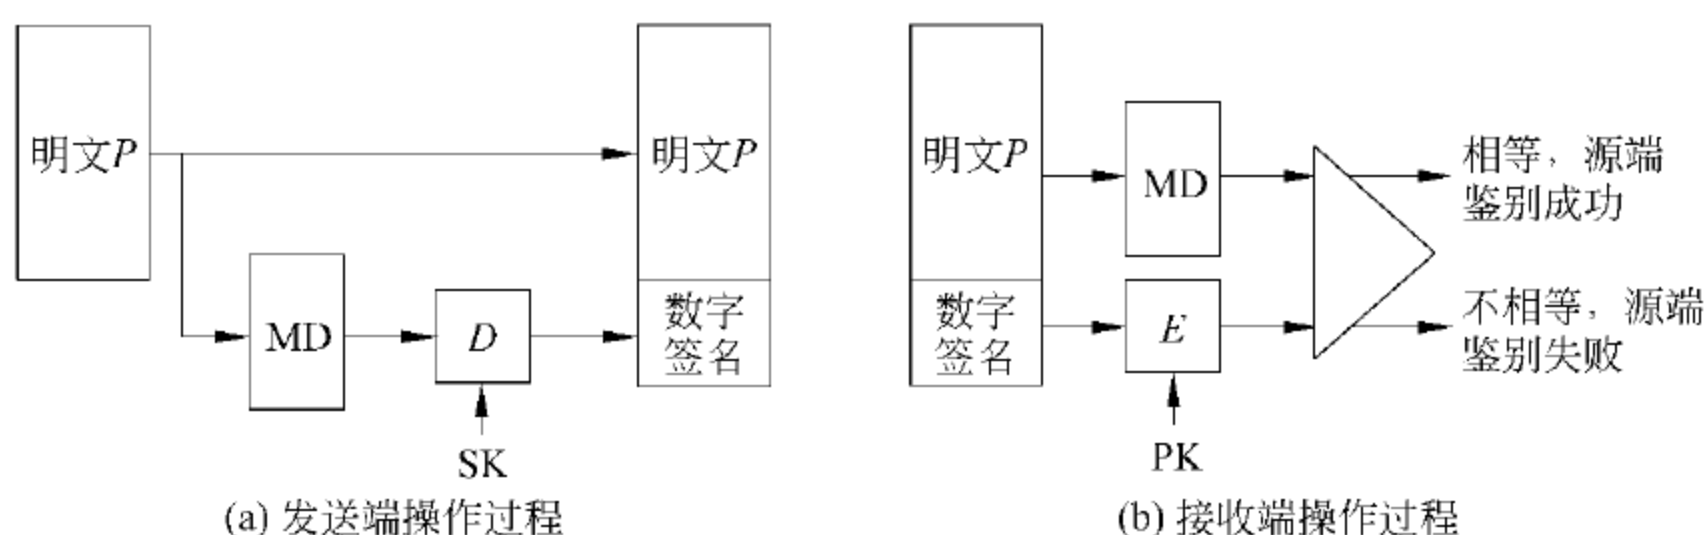 明文P
明文P
MD
D
数字
签名
SK
(a) 发送端操作过程
明文P
MD
相等，源端
鉴别成功
数字
签名
E
不相等，源端
鉴别失败
PK
(b) 接收端操作过程